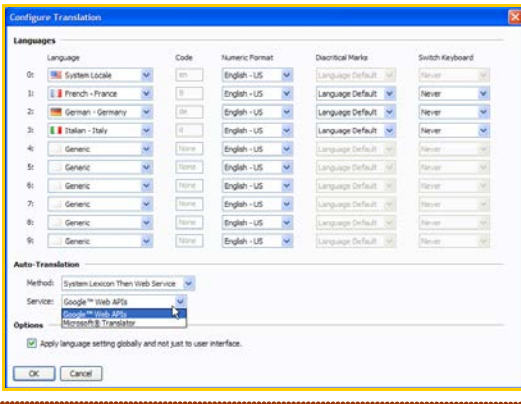 Configure Translation
Languages
Language Code Numeric Format Diacritical Marks Switch Keyboard
0: System Locale en English - US Language Default Never
1: French - France fr English - US Language Default Never
2: German - Germany de English - US Language Default Never
3: Italian - Italy it English - US Language Default Never
4: Generic None English - US Language Default Never
5: Generic None English - US Language Default Never
6: Generic None English - US Language Default Never
7: Generic None English - US Language Default Never
8: Generic None English - US Language Default Never
9: Generic None English - US Language Default Never
Auto-Translation
Method: System Lexicon Then Web Service
Service: Google™ Web APIs
Google™ Web APIs
Microsoft® Translator
Options
Apply language setting globally and not just to user interface.
OK Cancel